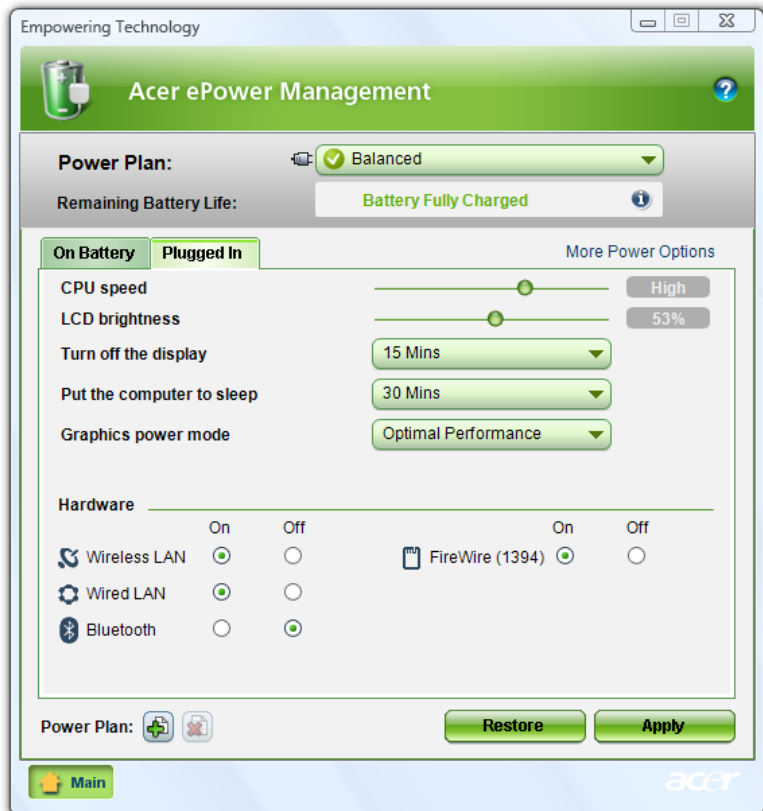 Empowering Technology
Acer ePower Management
Power Plan: Balanced
Remaining Battery Life: Battery Fully Charged
On Battery Plugged In More Power Options
CPU speed High
LCD brightness 53%
Turn off the display 15 Mins
Put the computer to sleep 30 Mins
Graphics power mode Optimal Performance
Hardware
On Off On Off
Wireless LAN FireWire (1394)
Wired LAN
Bluetooth
Power Plan: Restore Apply
Main acer